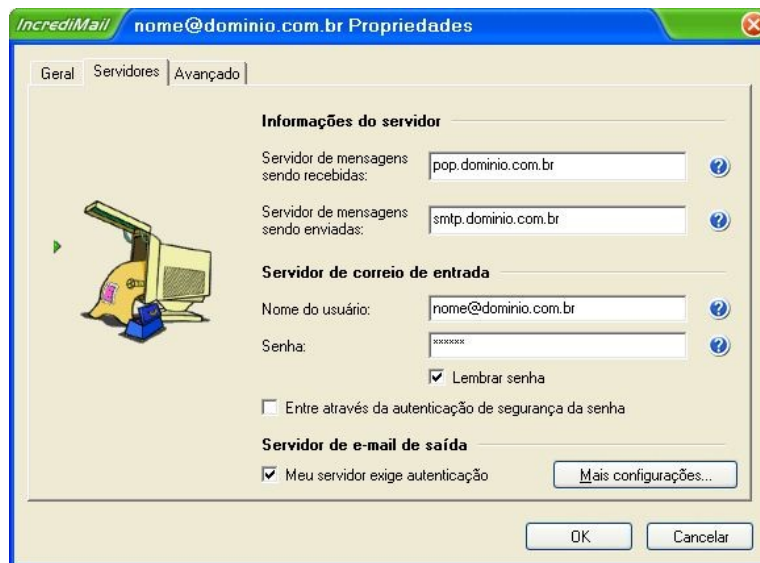 IncrediMail nome@dominio.com.br Propriedades
Geral Servidores Avançado
Informações do servidor
Servidor de mensagens
sendo recebidas:
pop.dominio.com.br
Servidor de mensagens
sendo enviadas:
smtp.dominio.com.br
Servidor de correio de entrada
Nome do usuário: nome@dominio.com.br
Senha: ××××××
Lembrar senha
Entre através da autenticação de segurança da senha
Servidor de e-mail de saída
Meu servidor exige autenticação Mais configurações...
OK Cancelar